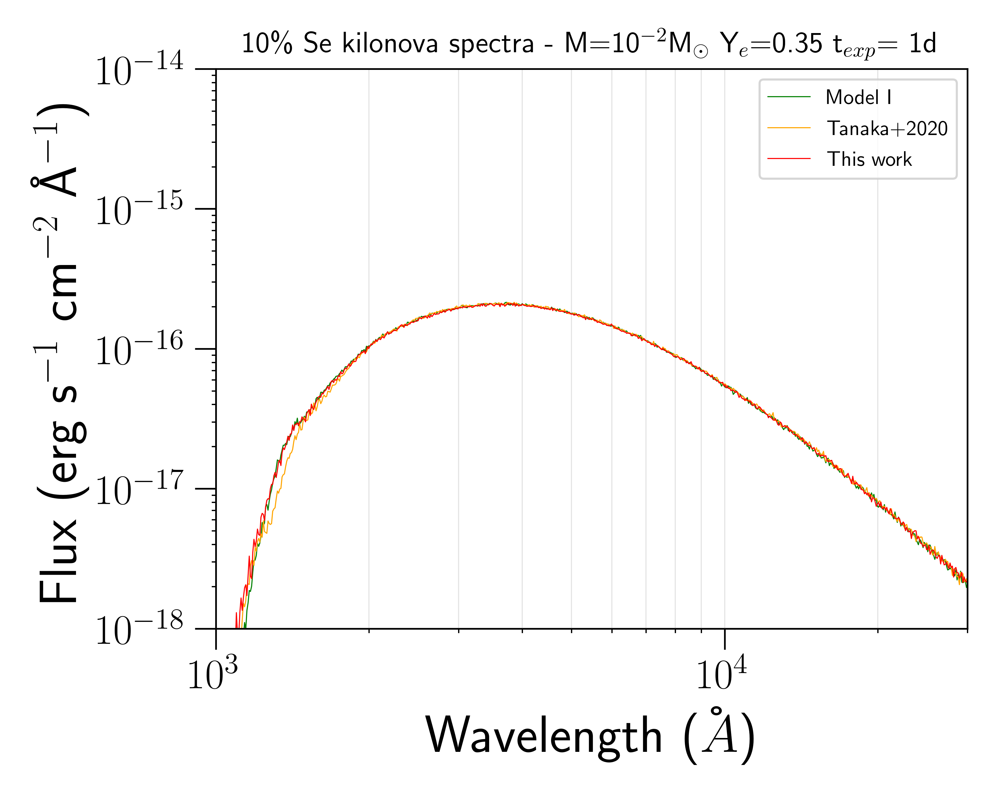 10% Se kilonova spectra - M=10⁻²M☉ Yₑ=0.35 t_exp= 1d
Flux (erg s⁻¹ cm⁻² Å⁻¹)
10⁻¹⁴
10⁻¹⁵
10⁻¹⁶
10⁻¹⁷
10⁻¹⁸
Model I
Tanaka+2020
This work
10³
10⁴
Wavelength (Å)